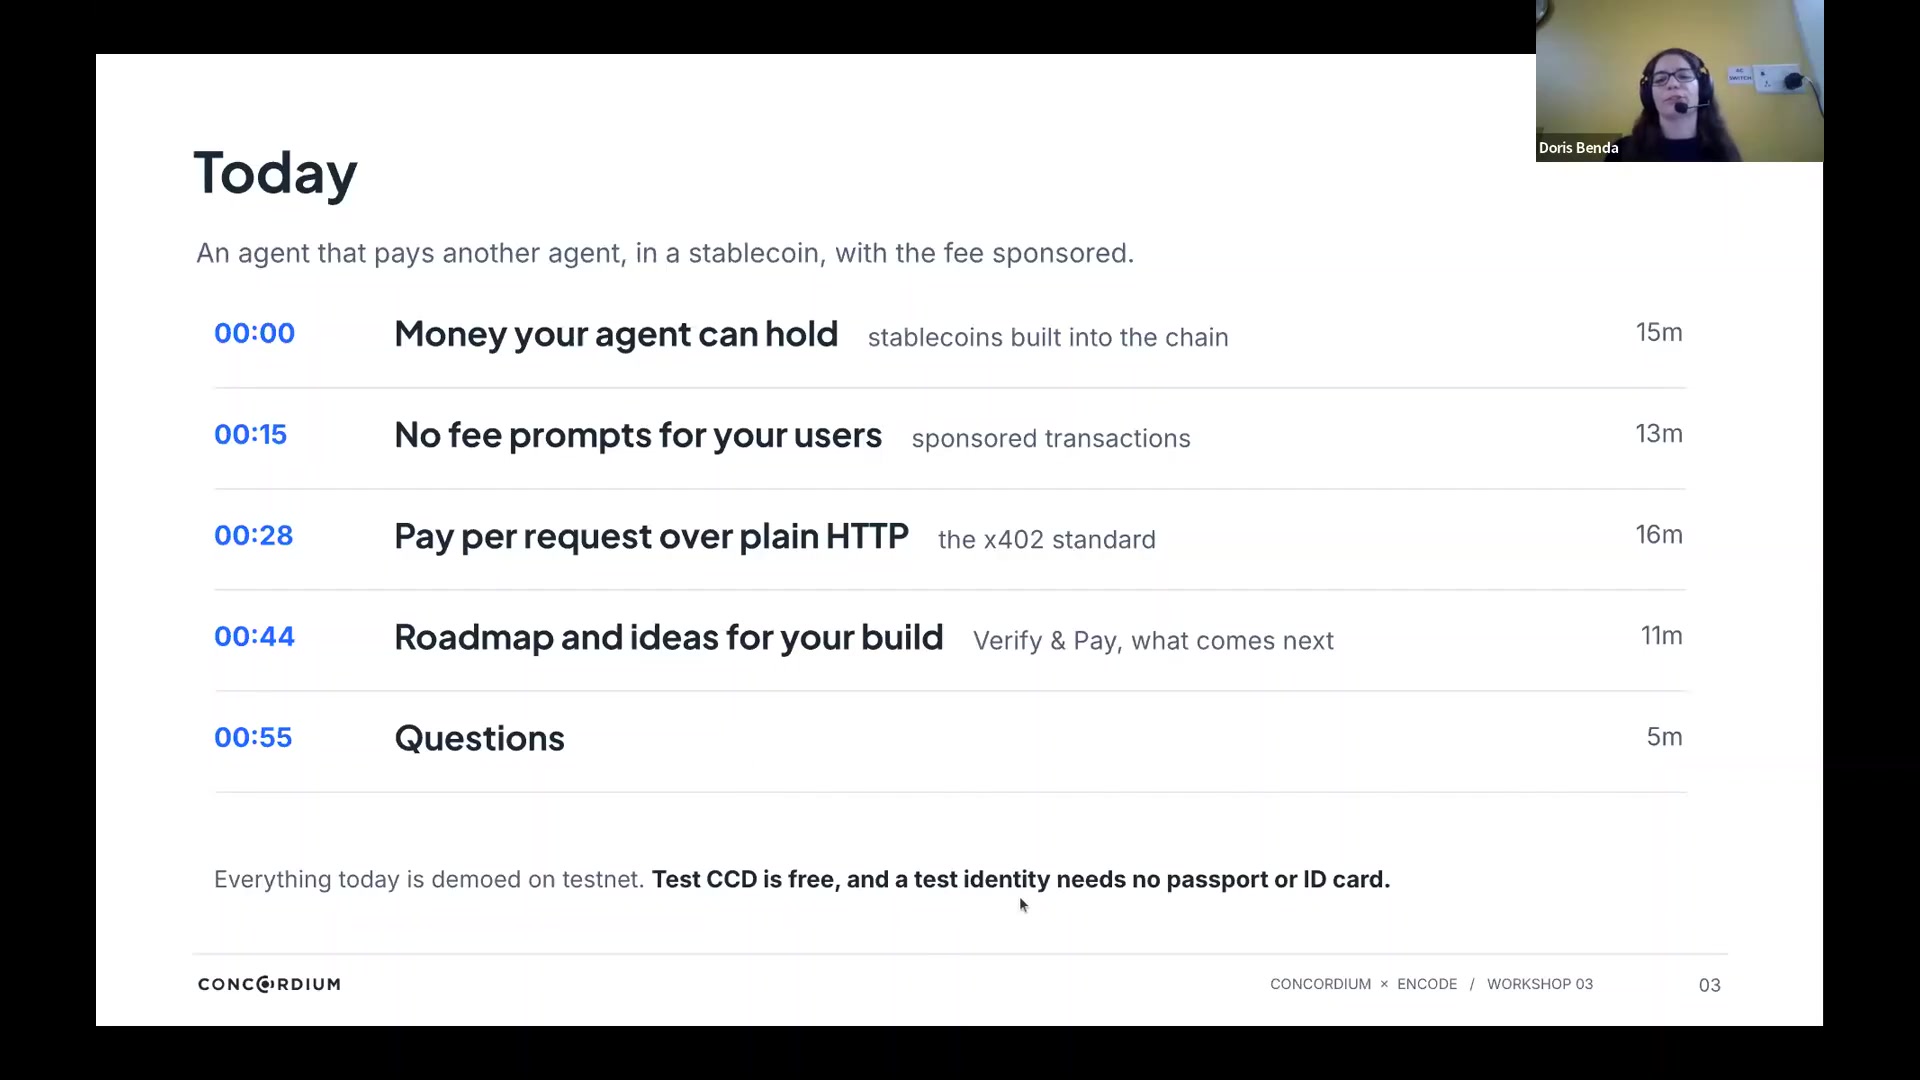 Today
An agent that pays another agent, in a stablecoin, with the fee sponsored.
00:00 Money your agent can hold stablecoins built into the chain 15m
00:15 No fee prompts for your users sponsored transactions 13m
00:28 Pay per request over plain HTTP the x402 standard 16m
00:44 Roadmap and ideas for your build Verify & Pay, what comes next 11m
00:55 Questions 5m
Everything today is demoed on testnet. Test CCD is free, and a test identity needs no passport or ID card.
CONCORDIUM
CONCORDIUM × ENCODE / WORKSHOP 03
03
AC
SWITCH
Doris Benda